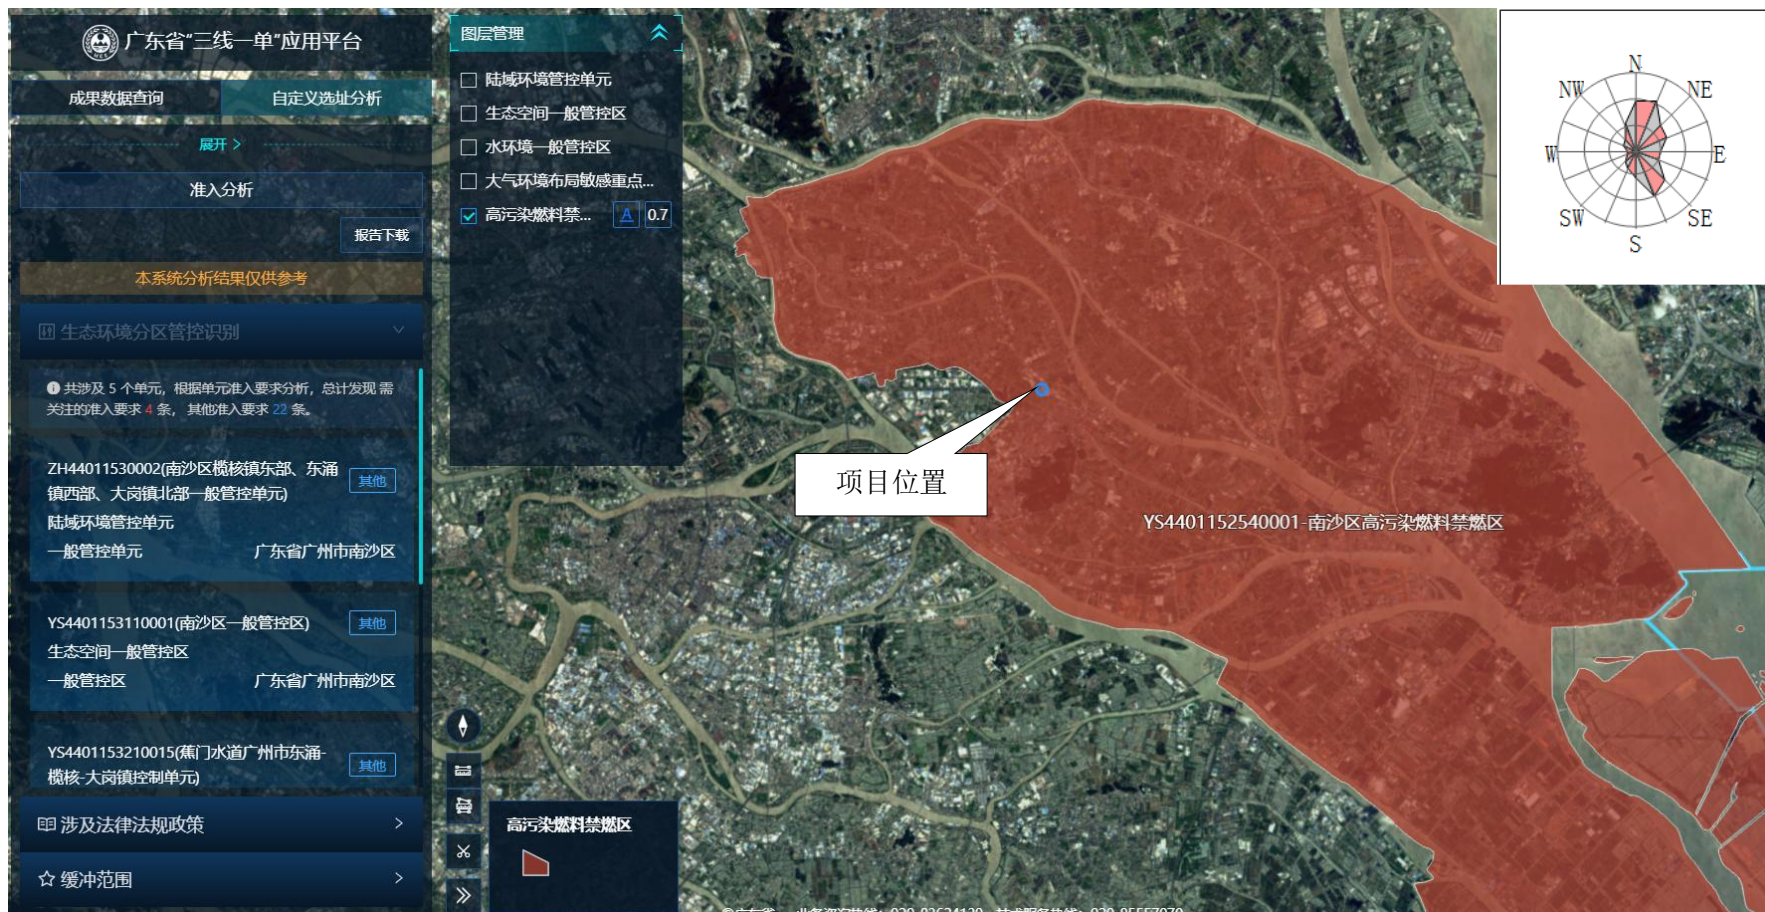 广东省“三线一单”应用平台
成果数据查询
自定义选址分析
展开 >
准入分析
报告下载
本系统分析结果仅供参考
生态环境分区管控识别
共涉及 5 个单元，根据单元准入要求分析，总计发现 需
关注的准入要求 4 条， 其他准入要求 22 条。
ZH44011530002(南沙区榄核镇东部、东涌
镇西部、大岗镇北部一般管控单元)
其他
陆域环境管控单元
一般管控单元
广东省广州市南沙区
YS4401153110001(南沙区一般管控区)
其他
生态空间一般管控区
一般管控区
广东省广州市南沙区
YS4401153210015(蕉门水道广州市东涌-
榄核-大岗镇控制单元)
其他
涉及法律法规政策
缓冲范围
图层管理
陆域环境管控单元
生态空间一般管控区
水环境一般管控区
大气环境布局敏感重点...
高污染燃料禁...
A
0.7
项目位置
YS4401152540001-南沙区高污染燃料禁燃区
高污染燃料禁燃区
N
NE
E
SE
S
SW
W
NW